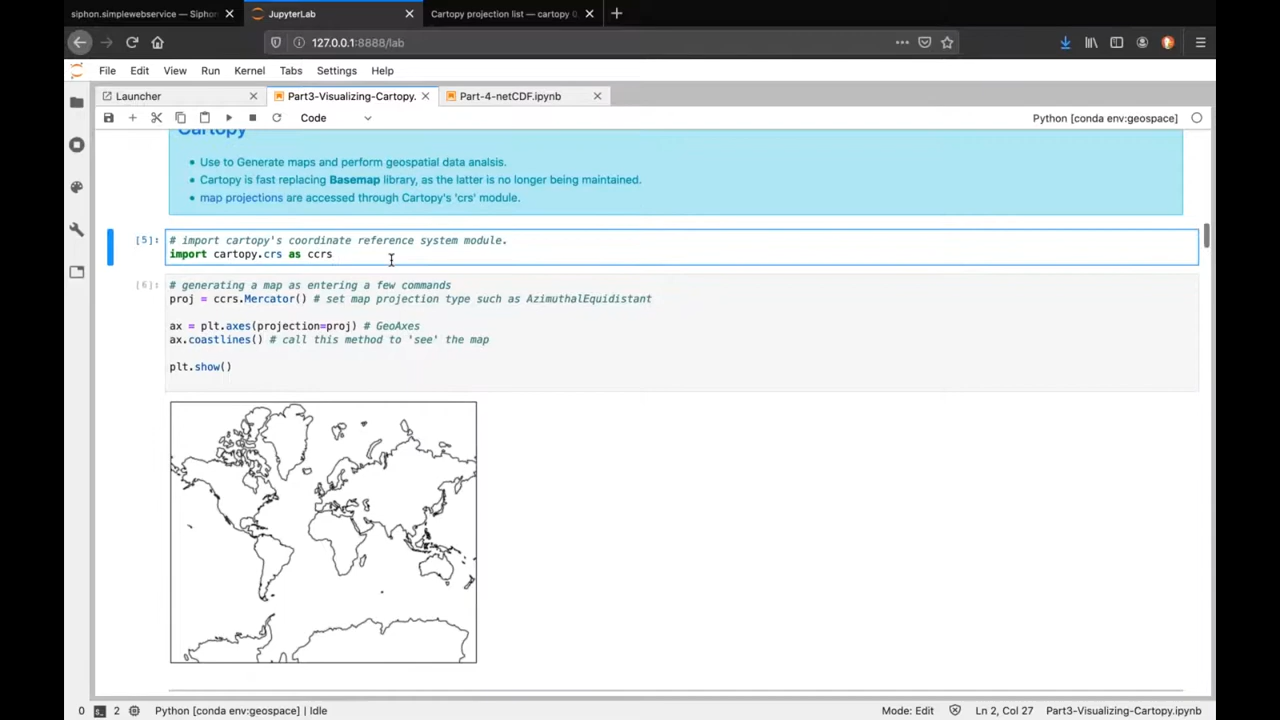 siphon.simplewebservice — Siphon
JupyterLab
Cartopy projection list — cartopy 0
127.0.0.1:8888/lab
File Edit View Run Kernel Tabs Settings Help
Launcher
Part3-Visualizing-Cartopy.
Part-4-netCDF.ipynb
Code
Python [conda env:geospace]
Cartopy
Use to Generate maps and perform geospatial data analsis.
Cartopy is fast replacing Basemap library, as the latter is no longer being maintained.
map projections are accessed through Cartopy's 'crs' module.
[5]: # import cartopy's coordinate reference system module.
import cartopy.crs as ccrs
[6]: # generating a map as entering a few commands
proj = ccrs.Mercator() # set map projection type such as AzimuthalEquidistant
ax = plt.axes(projection=proj) # GeoAxes
ax.coastlines() # call this method to 'see' the map
plt.show()
0 2 Python [conda env:geospace] | Idle Mode: Edit Ln 2, Col 27 Part3-Visualizing-Cartopy.ipynb